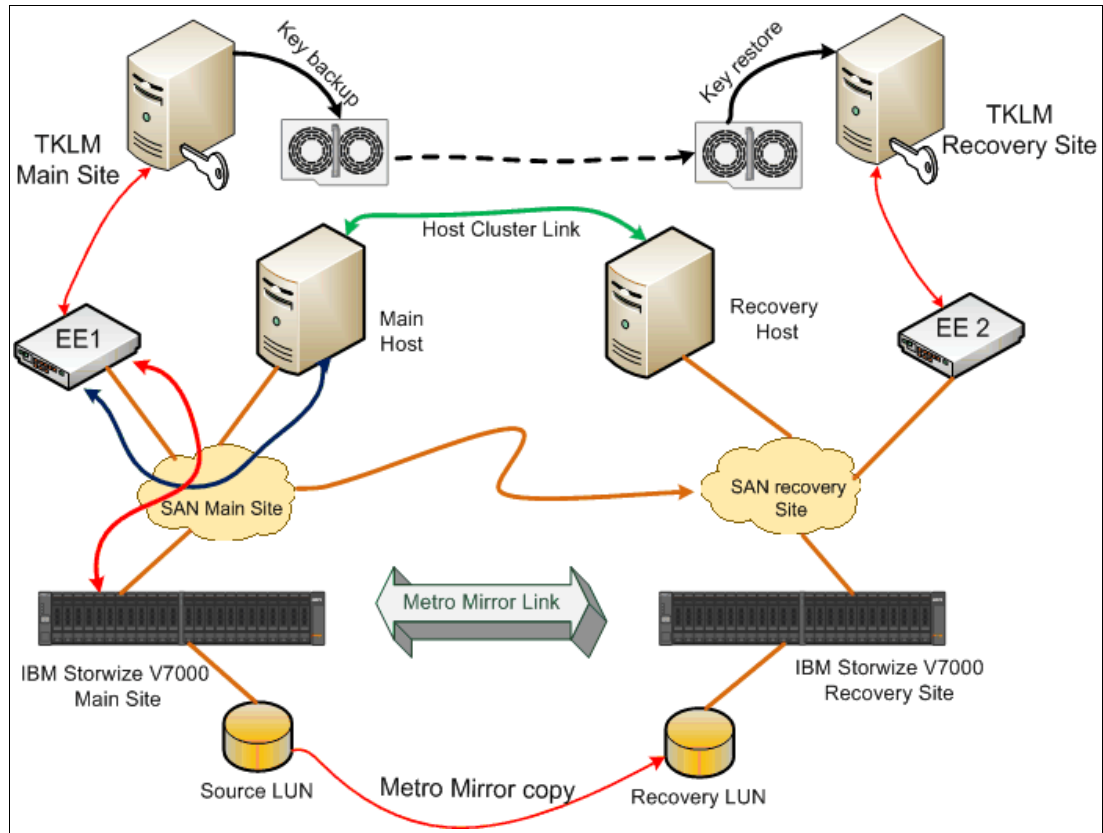 Key backup
Key restore
TKLM
Main Site
TKLM
Recovery Site
Host Cluster Link
EE1
Main
Host
Recovery
Host
EE 2
SAN Main Site
SAN recovery
Site
Metro Mirror Link
IBM Storwize V7000
Main Site
IBM Storwize V7000
Recovery Site
Source LUN
Metro Mirror copy
Recovery LUN